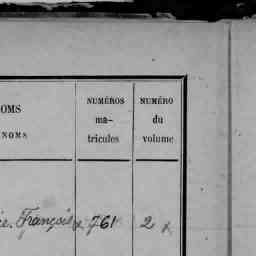 OMS
NOMS
NUMÉROS
ma-
tricules
NUMÉRO
du
volume
François x 761 2 x